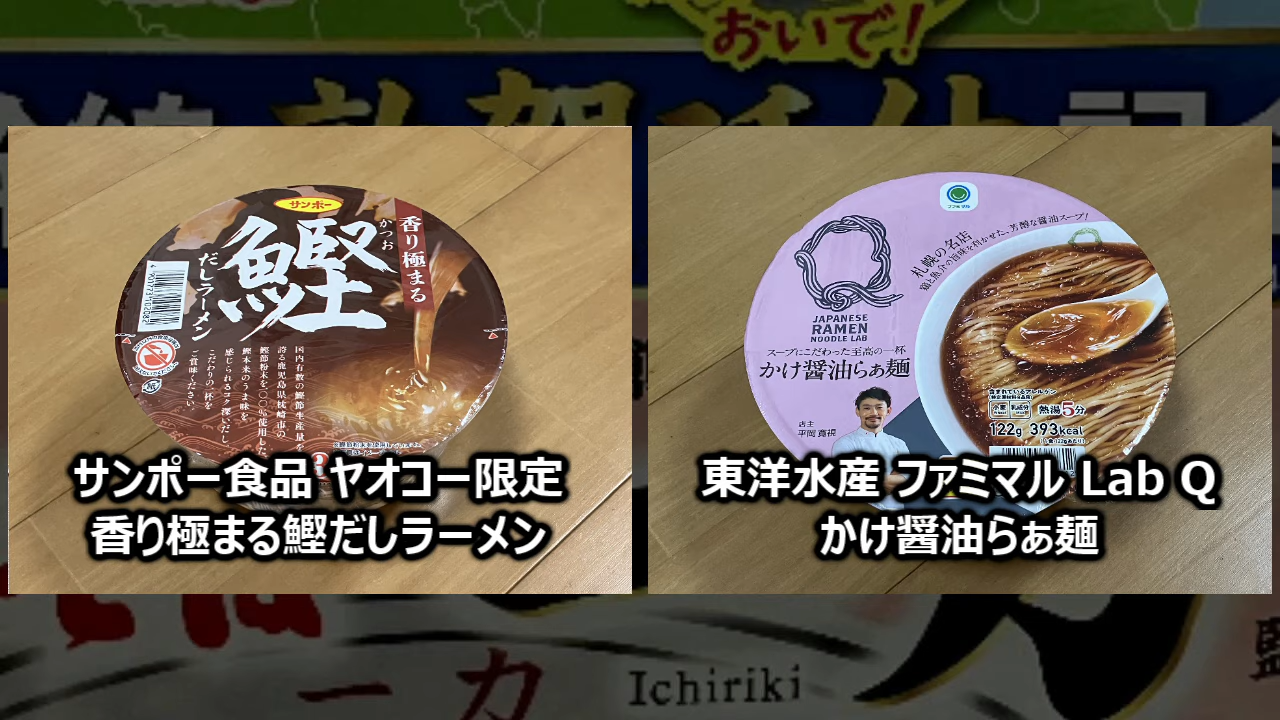 おいで!
サンポー
香り極まる
鰹
かつお
だしラーメン
国内有数の鰹節生産量を
誇る鹿児島県枕崎市の
鰹節粉末を一〇〇%使用した、
鰹本来のうま味を
感じられるコク深いだし。
こだわりの一杯を
ご賞味ください。
サンポー食品 ヤオコー限定
香り極まる鰹だしラーメン
Q
JAPANESE
RAMEN
NOODLE LAB
札幌の名店
スープにこだわった至高の一杯
かけ醤油らぁ麺
店主
平岡 寛視
熱湯5分
122g 393kcal
東洋水産 ファミマル Lab Q
かけ醤油らぁ麺
一力
Ichiriki